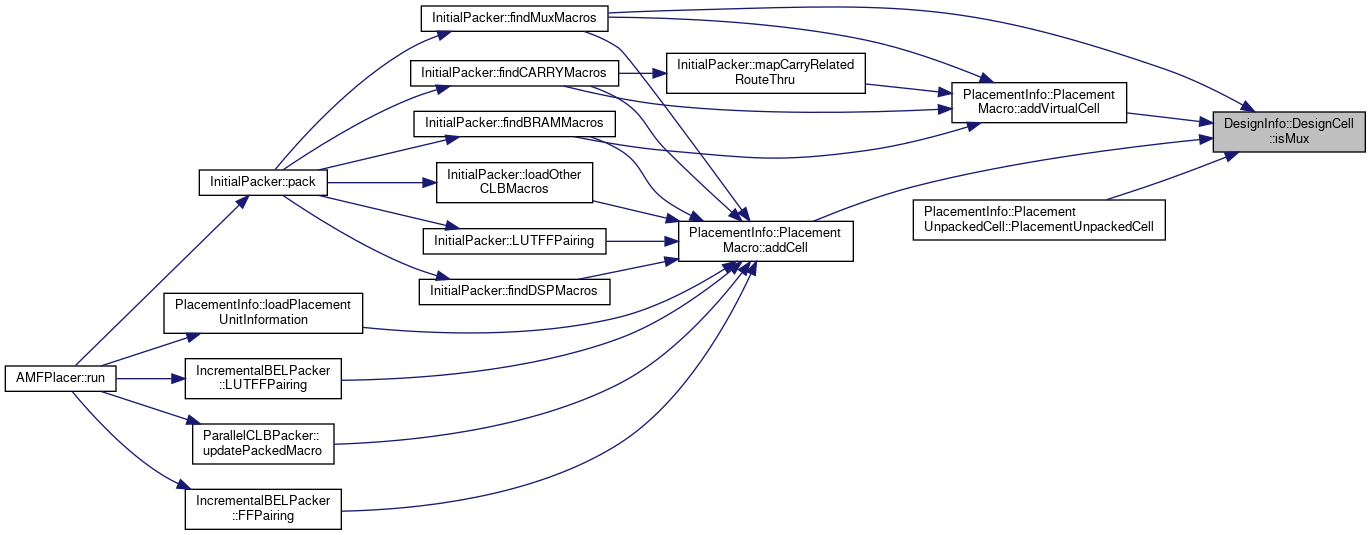 InitialPacker::findMuxMacros
InitialPacker::findCARRYMacros
InitialPacker::mapCarryRelated
RouteThru
PlacementInfo::Placement
Macro::addVirtualCell
DesignInfo::DesignCell
::isMux
InitialPacker::findBRAMMacros
InitialPacker::pack
InitialPacker::loadOther
CLBMacros
PlacementInfo::Placement
UnpackedCell::PlacementUnpackedCell
InitialPacker::LUTFFPairing
PlacementInfo::Placement
Macro::addCell
InitialPacker::findDSPMacros
PlacementInfo::loadPlacement
UnitInformation
AMFPlacer::run
IncrementalBELPacker
::LUTFFPairing
ParallelCLBPacker::
updatePackedMacro
IncrementalBELPacker
::FFPairing